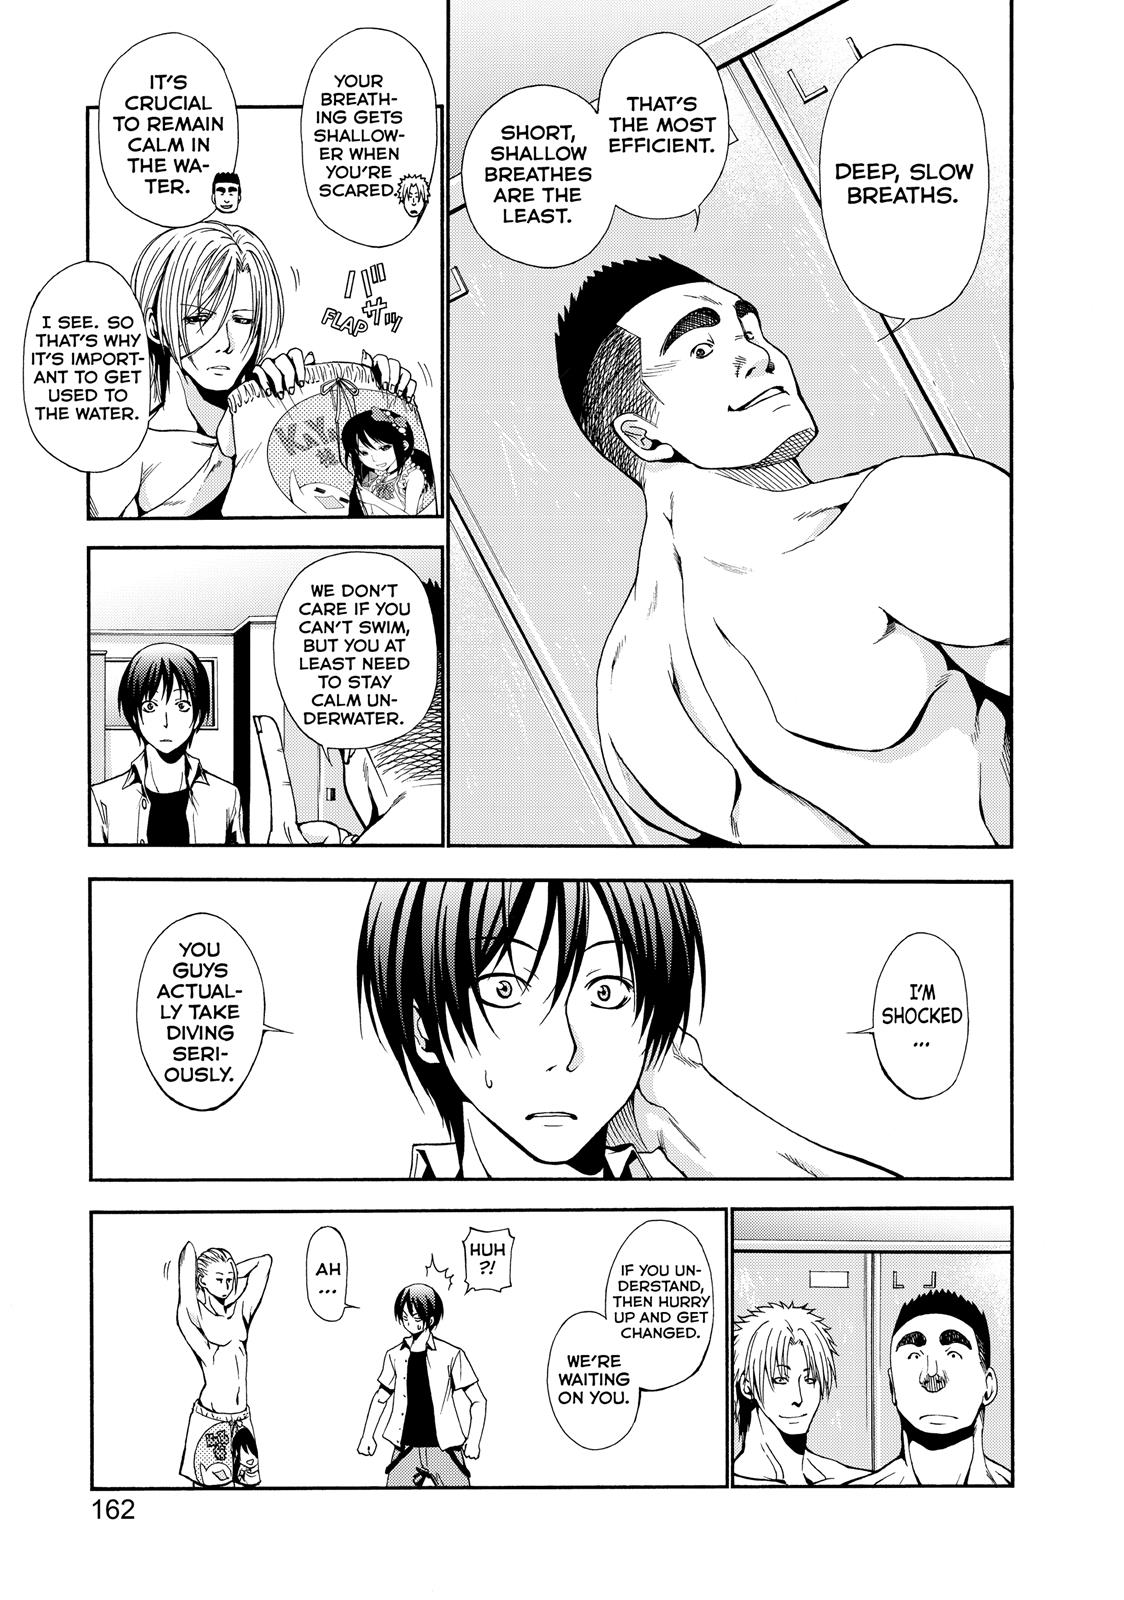 DEEP, SLOW
BREATHS.
THAT'S
THE MOST
EFFICIENT.
SHORT,
SHALLOW
BREATHES
ARE THE
LEAST.
YOUR
BREATH-
ING GETS
SHALLOW-
ER WHEN
YOU'RE
SCARED.
IT'S
CRUCIAL
TO REMAIN
CALM IN
THE WA-
TER.
バサッ
FLAP
I SEE. SO
THAT'S WHY
IT'S IMPORT-
ANT TO GET
USED TO
THE WATER.
WE DON'T
CARE IF YOU
CAN'T SWIM,
BUT YOU AT
LEAST NEED
TO STAY
CALM UN-
DERWATER.
I'M
SHOCKED
...
YOU
GUYS
ACTUAL-
LY TAKE
DIVING
SERI-
OUSLY.
IF YOU UN-
DERSTAND,
THEN HURRY
UP AND GET
CHANGED.
WE'RE
WAITING
ON YOU.
HUH
?!
AH
...
162